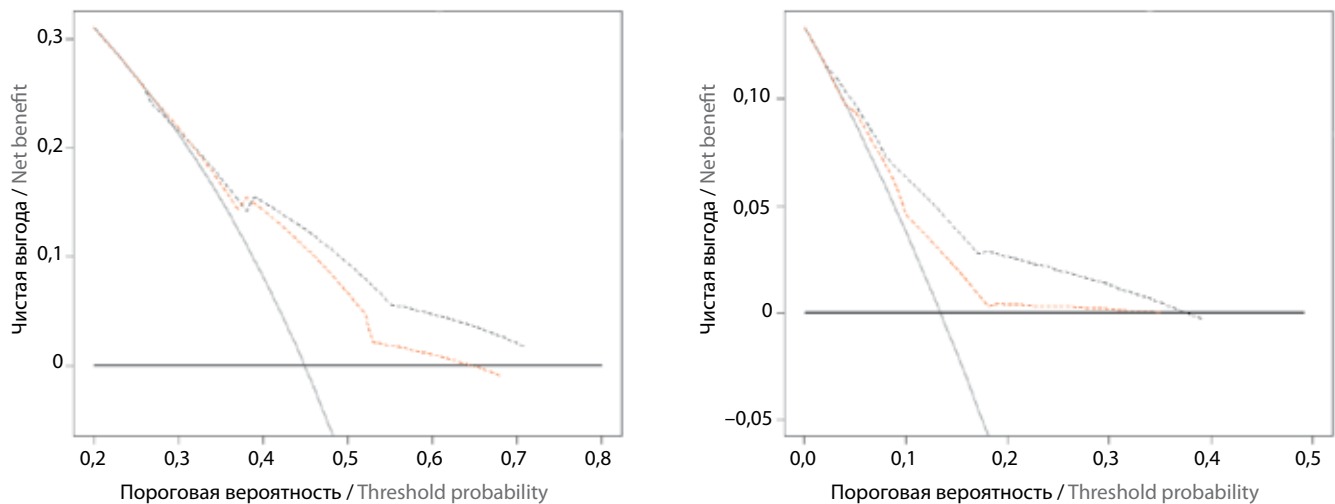 Чистая выгода / Net benefit
0,3
0,2
0,1
0
0,2 0,3 0,4 0,5 0,6 0,7 0,8
Пороговая вероятность / Threshold probability
Чистая выгода / Net benefit
0,10
0,05
0
–0,05
0,0 0,1 0,2 0,3 0,4 0,5
Пороговая вероятность / Threshold probability